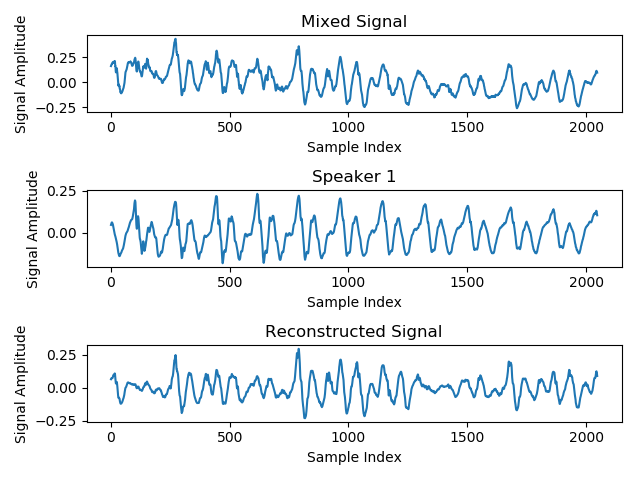 Mixed Signal
Signal Amplitude
0.25
0.00
−0.25
0 500 1000 1500 2000
Sample Index
Speaker 1
Signal Amplitude
0.25
0.00
0 500 1000 1500 2000
Sample Index
Reconstructed Signal
Signal Amplitude
0.25
0.00
−0.25
0 500 1000 1500 2000
Sample Index